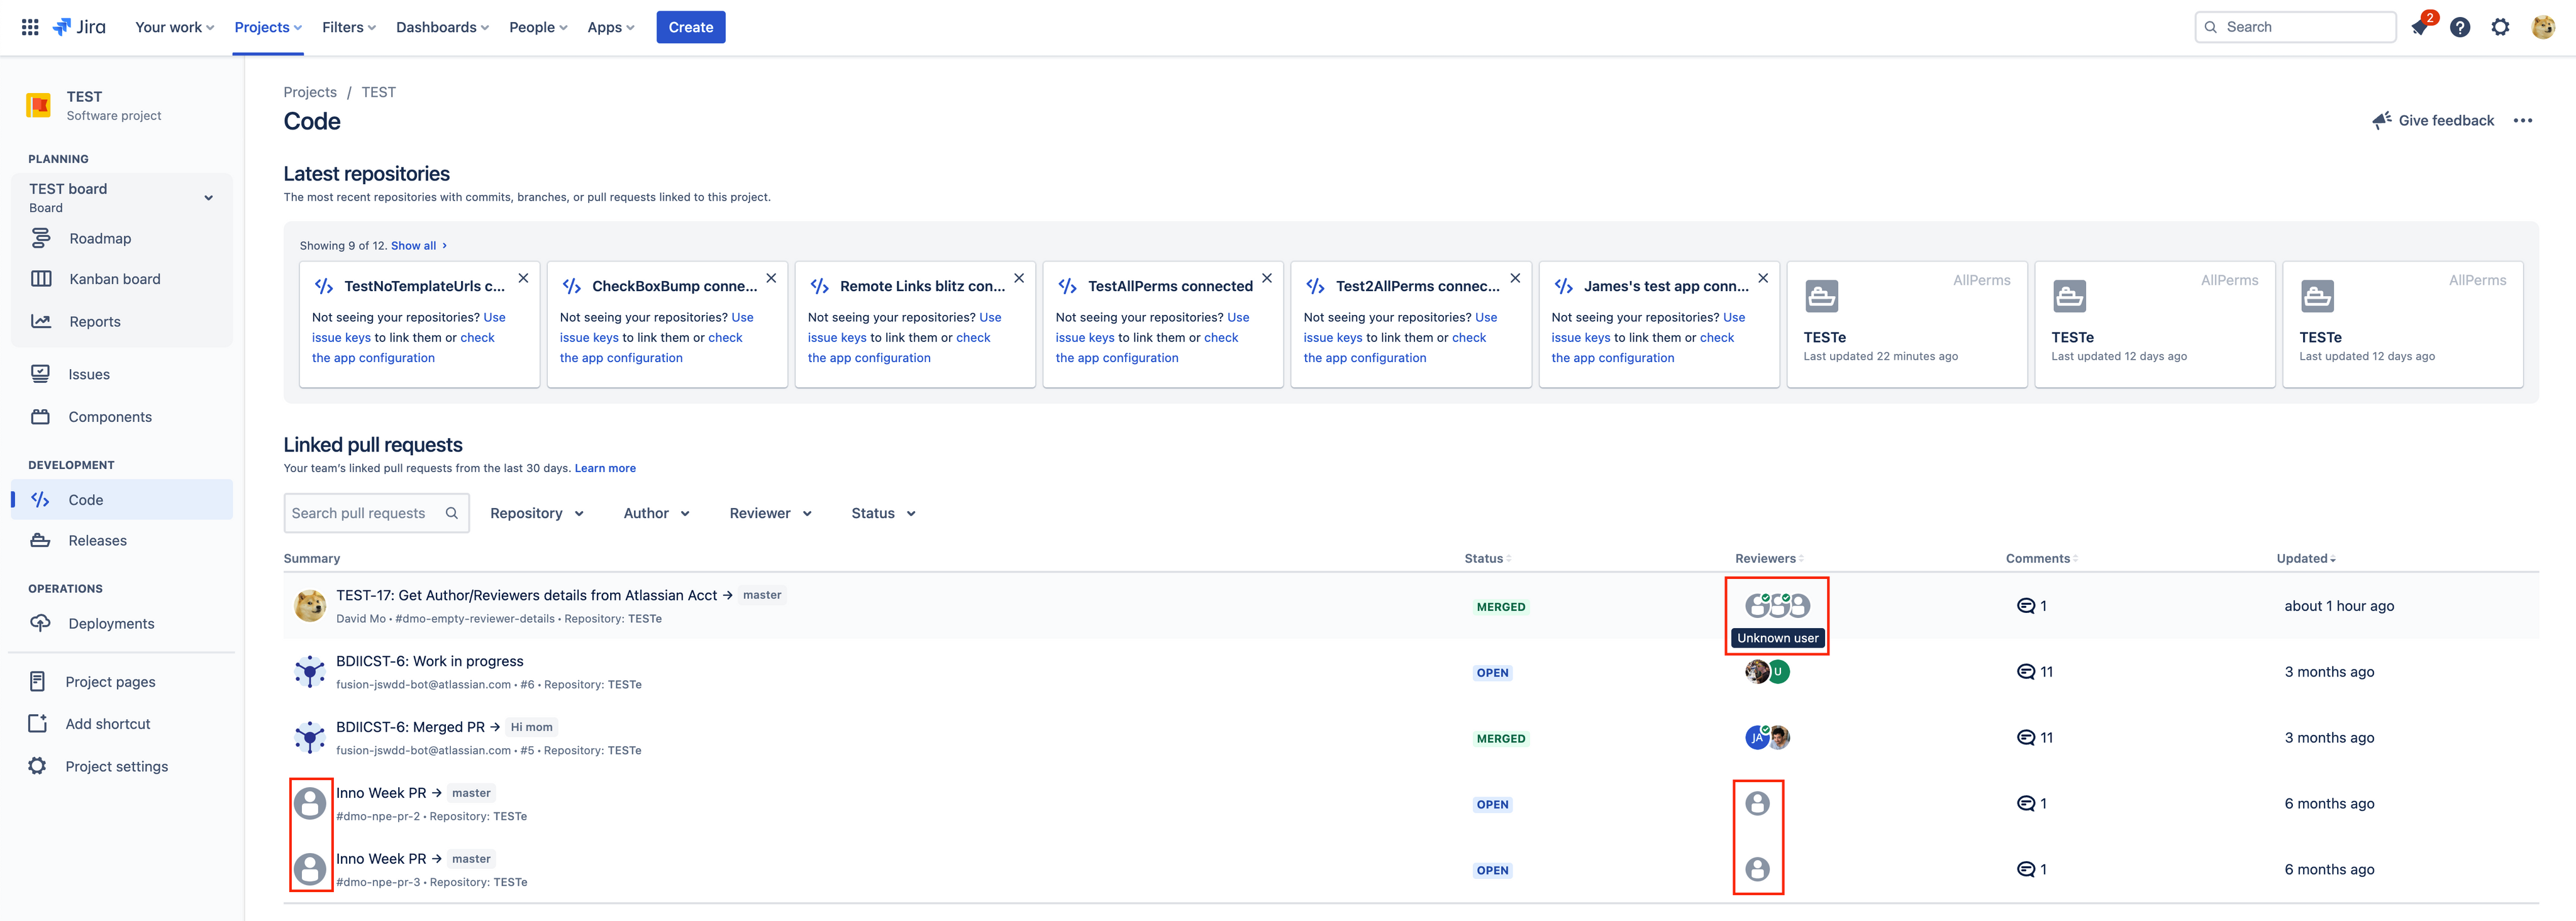 Jira
Your work
Projects
Filters
Dashboards
People
Apps
Create
Search
2
TEST
Software project
PLANNING
TEST board
Board
Roadmap
Kanban board
Reports
Issues
Components
DEVELOPMENT
Code
Releases
OPERATIONS
Deployments
Project pages
Add shortcut
Project settings
Projects / TEST
Code
Give feedback
Latest repositories
The most recent repositories with commits, branches, or pull requests linked to this project.
Showing 9 of 12. Show all
TestNoTemplateUrls c...
Not seeing your repositories? Use
issue keys to link them or check
the app configuration
CheckBoxBump conne...
Not seeing your repositories? Use
issue keys to link them or check
the app configuration
Remote Links blitz con...
Not seeing your repositories? Use
issue keys to link them or check
the app configuration
TestAllPerms connected
Not seeing your repositories? Use
issue keys to link them or check
the app configuration
Test2AllPerms connec...
Not seeing your repositories? Use
issue keys to link them or check
the app configuration
James's test app conn...
Not seeing your repositories? Use
issue keys to link them or check
the app configuration
AllPerms
TESTe
Last updated 22 minutes ago
AllPerms
TESTe
Last updated 12 days ago
AllPerms
TESTe
Last updated 12 days ago
Linked pull requests
Your team's linked pull requests from the last 30 days. Learn more
Search pull requests
Repository
Author
Reviewer
Status
Summary
Status
Reviewers
Comments
Updated
TEST-17: Get Author/Reviewers details from Atlassian Acct → master
David Mo • #dmo-empty-reviewer-details • Repository: TESTe
MERGED
Unknown user
1
about 1 hour ago
BDIICST-6: Work in progress
fusion-jswdd-bot@atlassian.com • #6 • Repository: TESTe
OPEN
U
11
3 months ago
BDIICST-6: Merged PR → Hi mom
fusion-jswdd-bot@atlassian.com • #5 • Repository: TESTe
MERGED
JA
11
3 months ago
Inno Week PR → master
#dmo-npe-pr-2 • Repository: TESTe
OPEN
1
6 months ago
Inno Week PR → master
#dmo-npe-pr-3 • Repository: TESTe
OPEN
1
6 months ago